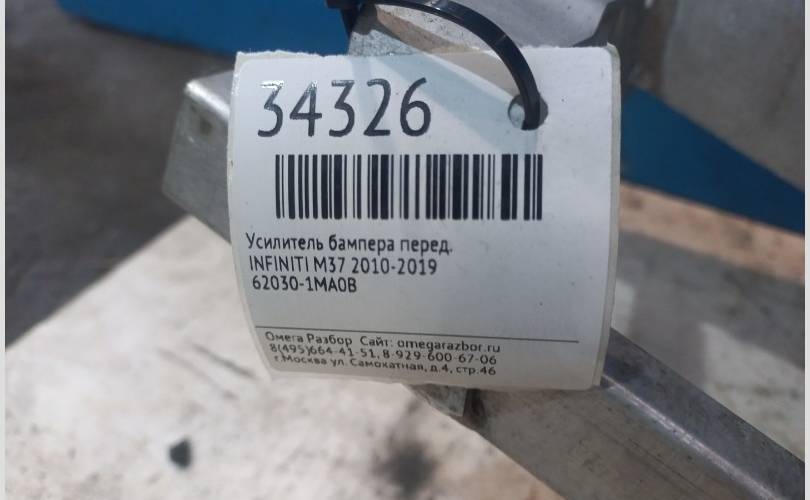 34326
Усилитель бампера перед.
INFINITI M37 2010-2019
62030-1MA0B
Омега Разбор Сайт: omegarazbor.ru
8(495)664-41-51, 8-929-600-67-06
г.Москва ул. Самокатная, д.4, стр.46